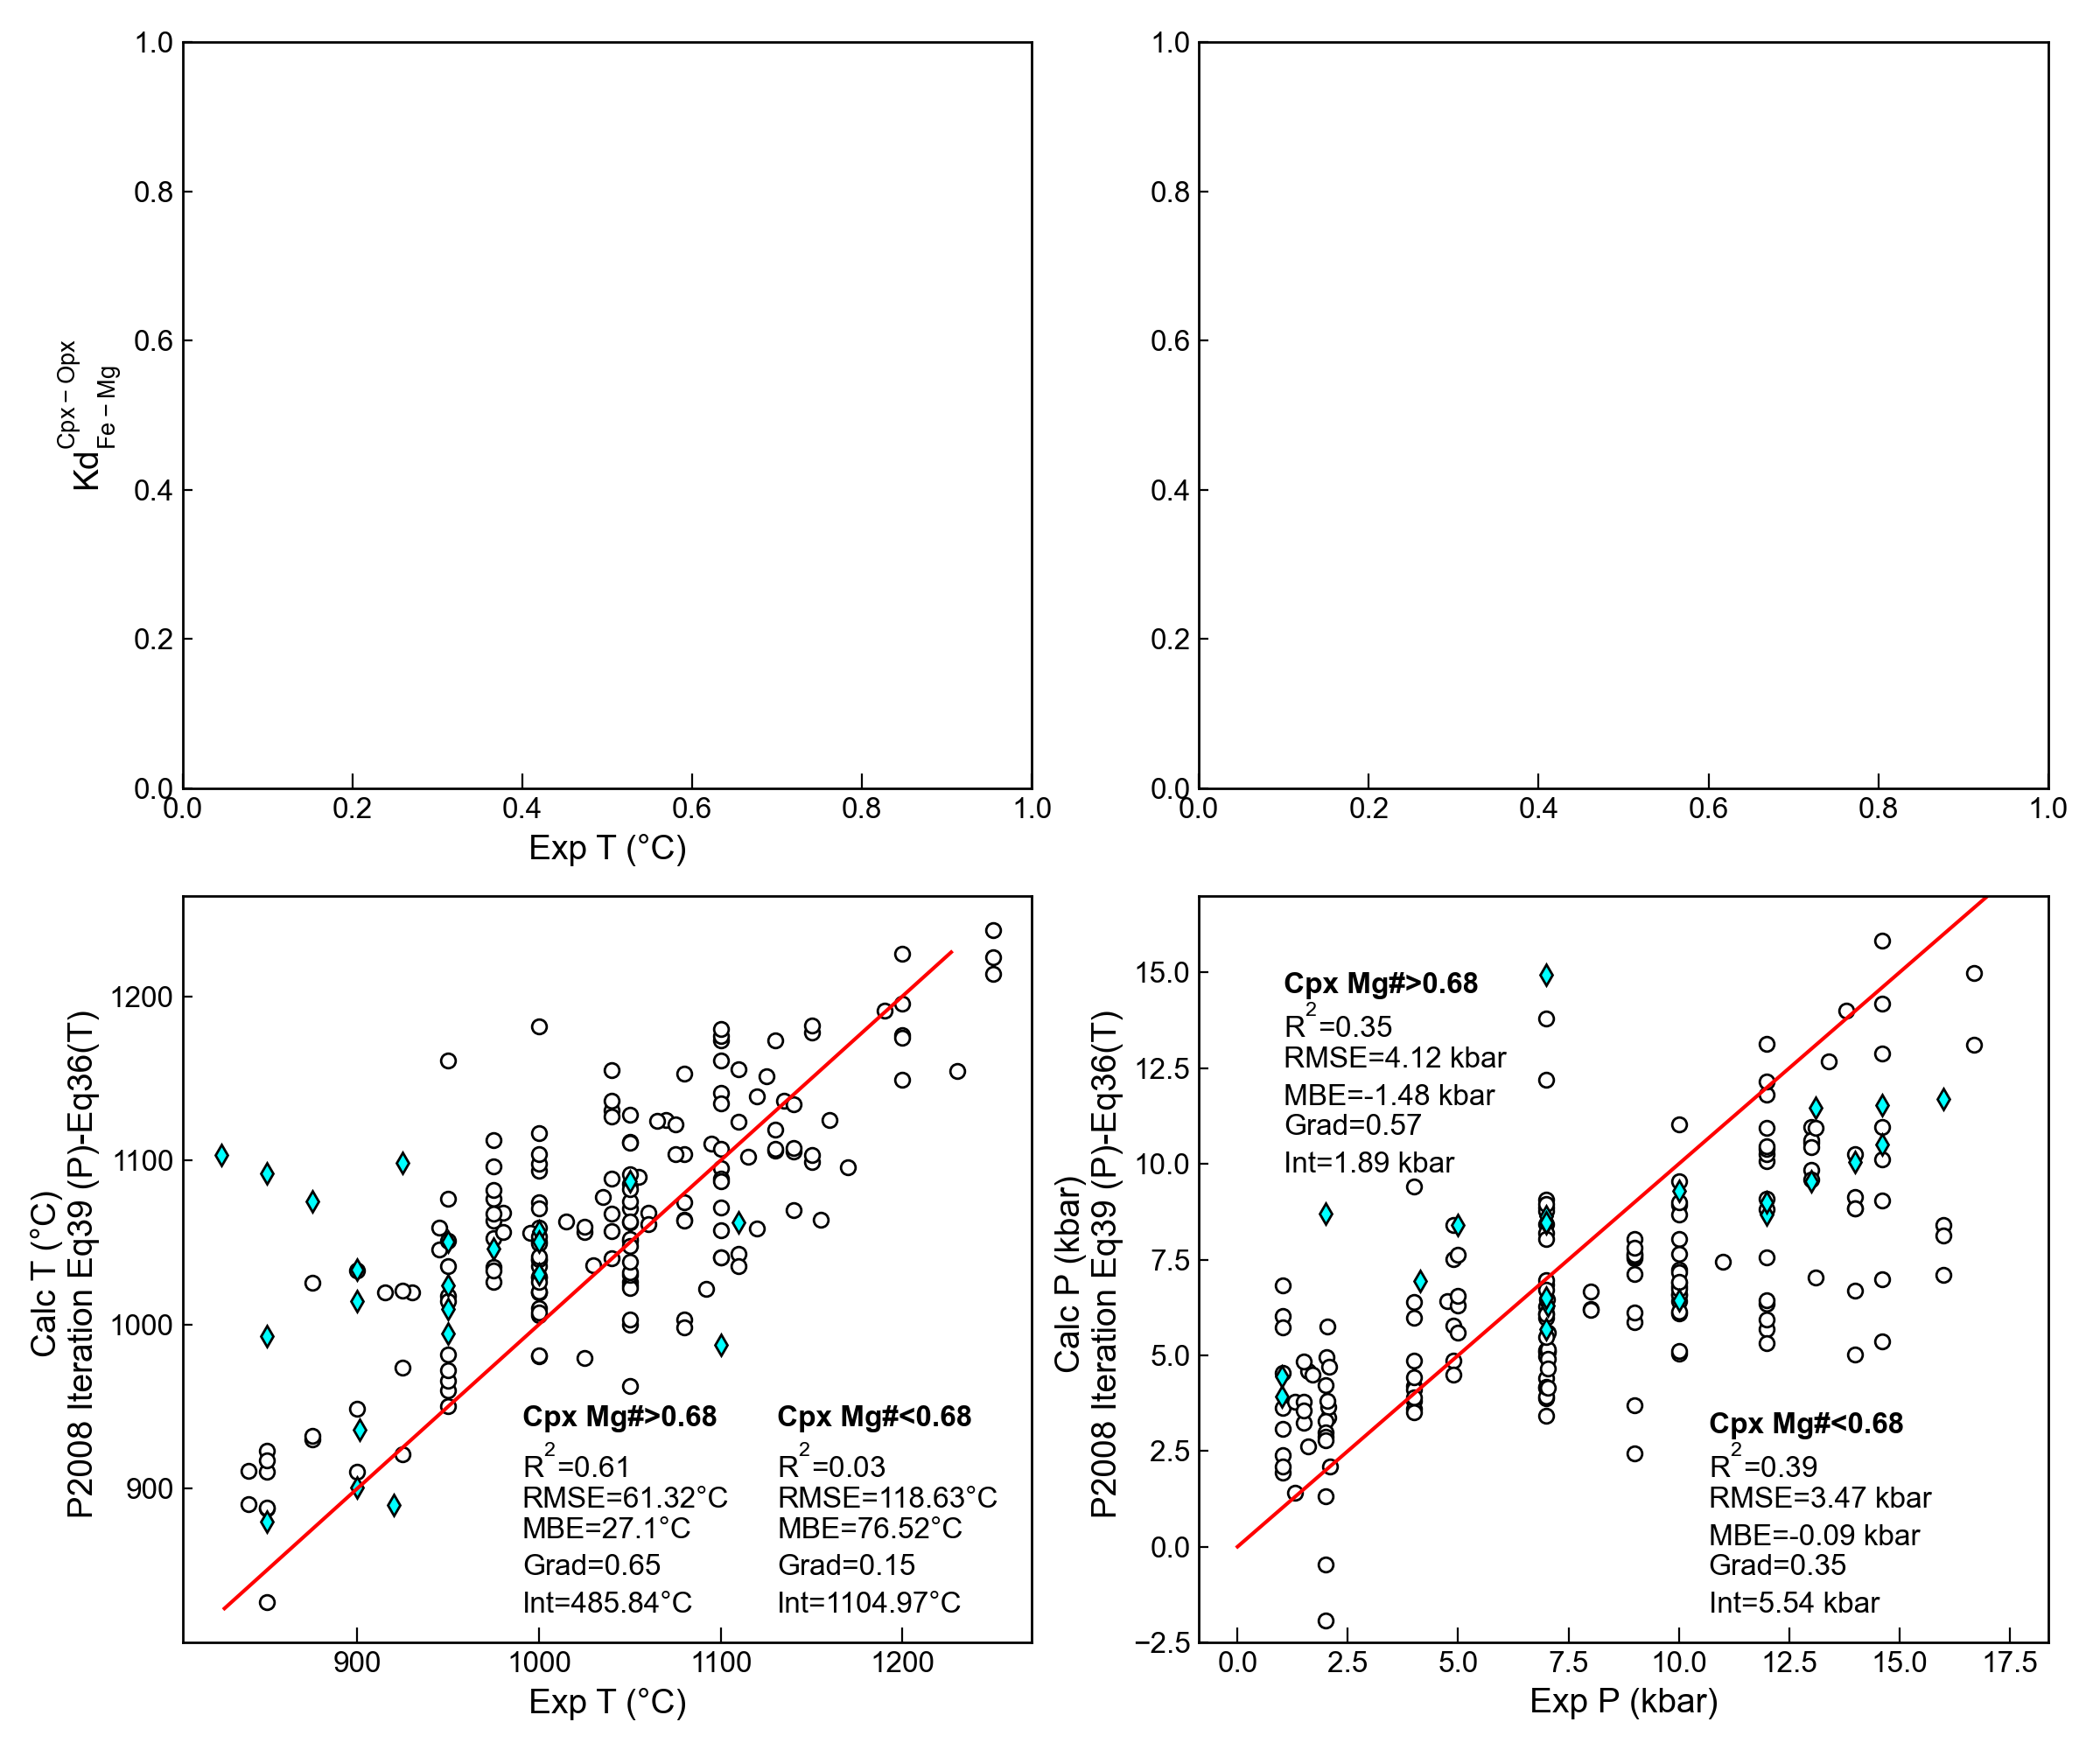 1.0
0.8
0.6
0.4
0.2
0.0
Kd Cpx−Opx Fe−Mg
0.0 0.2 0.4 0.6 0.8 1.0
Exp T (°C)
1.0
0.8
0.6
0.4
0.2
0.0
0.0 0.2 0.4 0.6 0.8 1.0
Calc T (°C)
P2008 Iteration Eq39 (P)-Eq36(T)
1200
1100
1000
900
Cpx Mg#>0.68
R²=0.61
RMSE=61.32°C
MBE=27.1°C
Grad=0.65
Int=485.84°C
Cpx Mg#<0.68
R²=0.03
RMSE=118.63°C
MBE=76.52°C
Grad=0.15
Int=1104.97°C
900 1000 1100 1200
Exp T (°C)
Calc P (kbar)
P2008 Iteration Eq39 (P)-Eq36(T)
15.0
12.5
10.0
7.5
5.0
2.5
0.0
−2.5
Cpx Mg#>0.68
R²=0.35
RMSE=4.12 kbar
MBE=-1.48 kbar
Grad=0.57
Int=1.89 kbar
Cpx Mg#<0.68
R²=0.39
RMSE=3.47 kbar
MBE=-0.09 kbar
Grad=0.35
Int=5.54 kbar
0.0 2.5 5.0 7.5 10.0 12.5 15.0 17.5
Exp P (kbar)